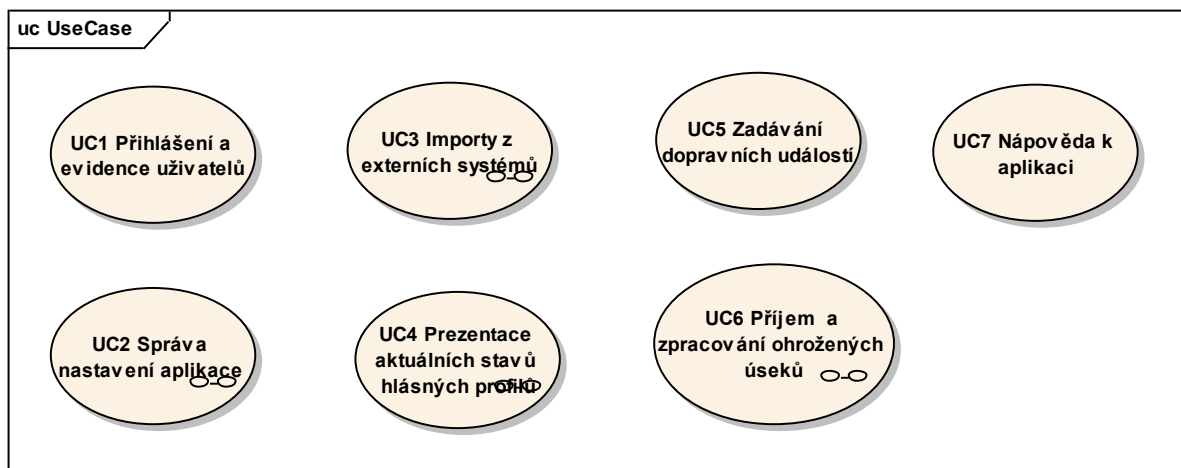 uc UseCase
UC1 Přihlášení a
evidence uživatelů
UC3 Importy z
externích systémů
UC5 Zadávání
dopravních událostí
UC7 Nápověda k
aplikaci
UC2 Správa
nastavení aplikace
UC4 Prezentace
aktuálních stavů
hlásných profilů
UC6 Příjem a
zpracování ohrožených
úseků